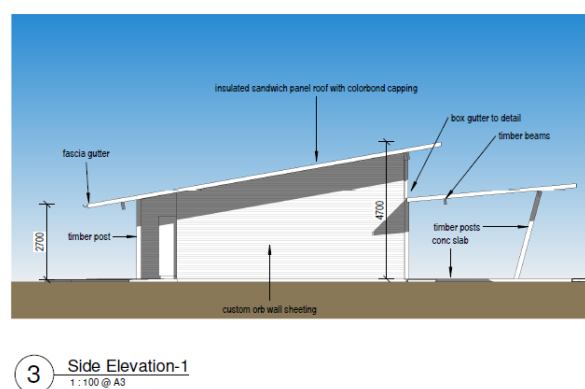 insulated sandwich panel roof with colorbond capping
box gutter to detail
timber beams
fascia gutter
4700
2700
timber post
timber posts
conc slab
custom orb wall sheeting
3
Side Elevation-1
1 : 100 @ A3